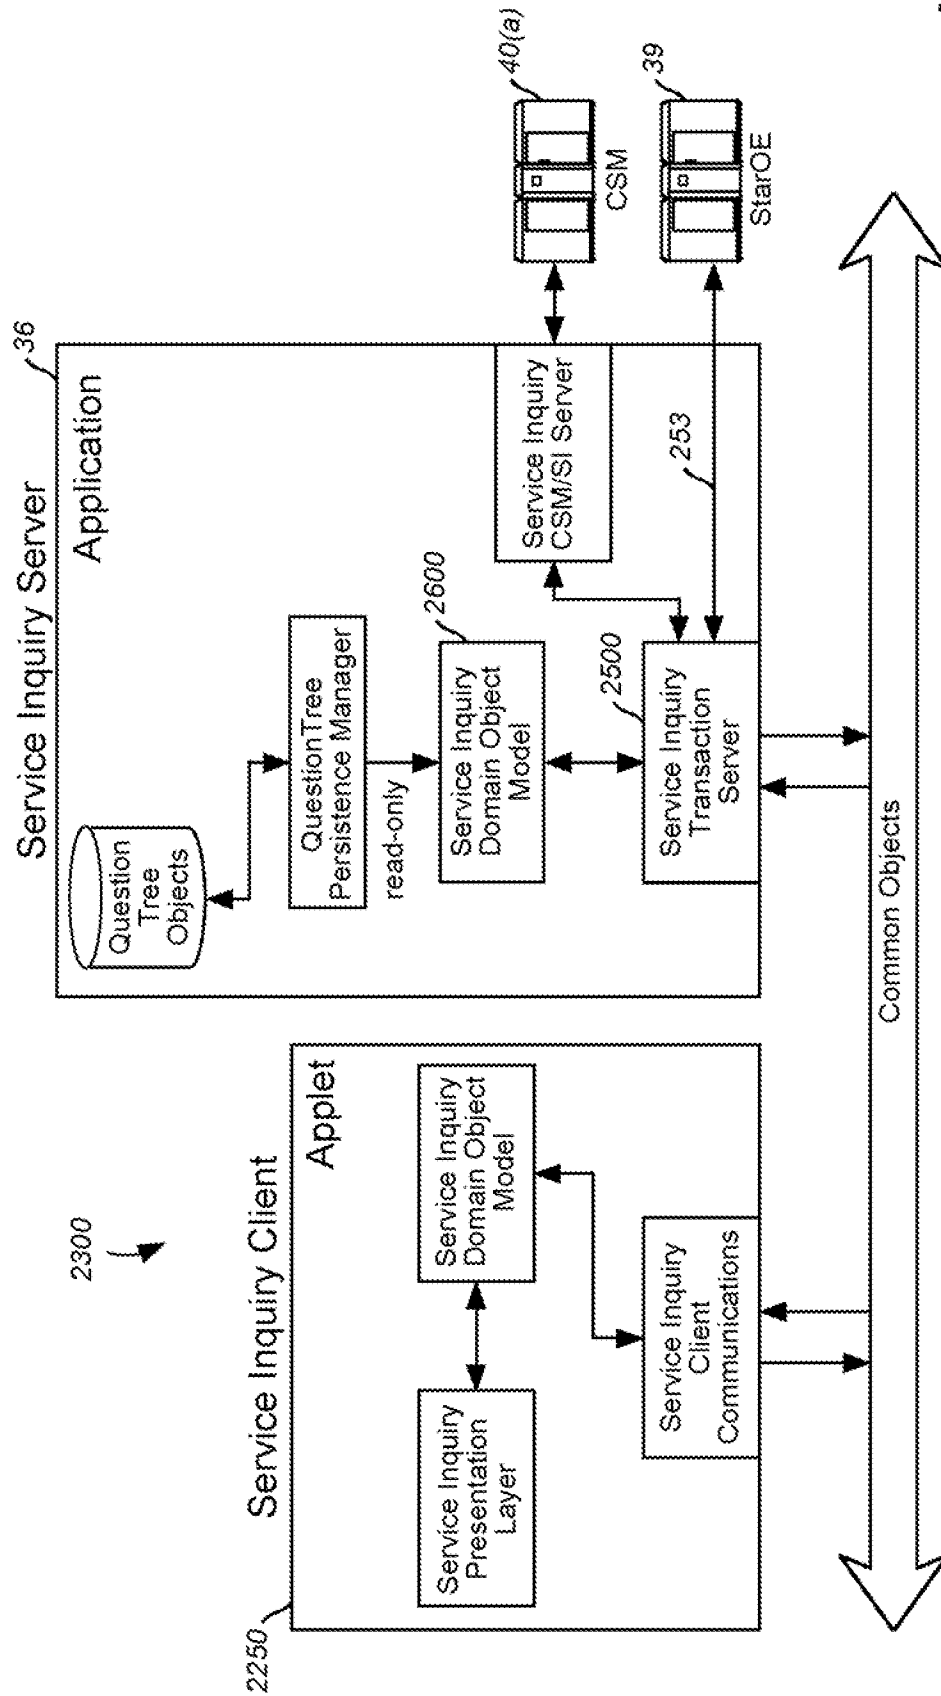 2300
Service Inquiry Client
2250
Applet
Service Inquiry
Presentation
Layer
Service Inquiry
Domain Object
Model
Service Inquiry
Client
Communications
Service Inquiry Server
36
Application
Question
Tree
Objects
QuestionTree
Persistence Manager
read-only
2600
Service Inquiry
Domain Object
Model
2500
Service Inquiry
Transaction
Server
Service Inquiry
CSM/SI Server
253
40(a)
CSM
39
StarOE
Common Objects